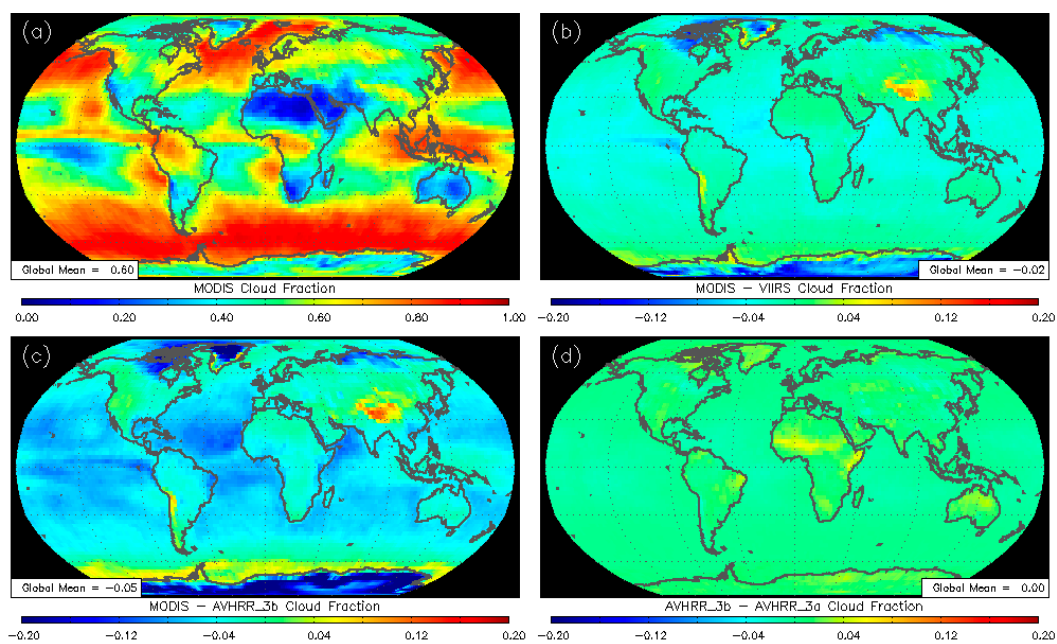 (a)
Global Mean = 0.60
MODIS Cloud Fraction
0.00 0.20 0.40 0.60 0.80 1.00
(b)
Global Mean = -0.02
MODIS - VIIRS Cloud Fraction
-0.20 -0.12 -0.04 0.04 0.12 0.20
(c)
Global Mean = -0.05
MODIS - AVHRR_3b Cloud Fraction
-0.20 -0.12 -0.04 0.04 0.12 0.20
(d)
Global Mean = 0.00
AVHRR_3b - AVHRR_3a Cloud Fraction
-0.20 -0.12 -0.04 0.04 0.12 0.20